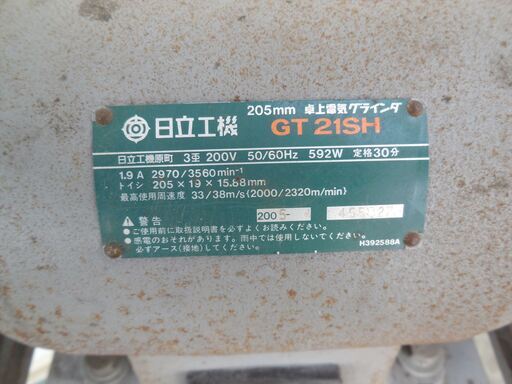 205mm 卓上電気グラインダ
日立工機 GT 21SH
日立工機原町 3相 200V 50/60Hz 592W 定格30分
1.9A 2970/3560min⁻¹
トイシ 205×19×15.88mm
最高使用周速度 33/38m/s(2000/2320m/min)
⚠警告
2005-
●ご使用前に取扱説明書を必ずよくお読みください。
●感電のおそれがあります。雨中では使用しないでください。
必ずアース(接地)してください。
H392588A